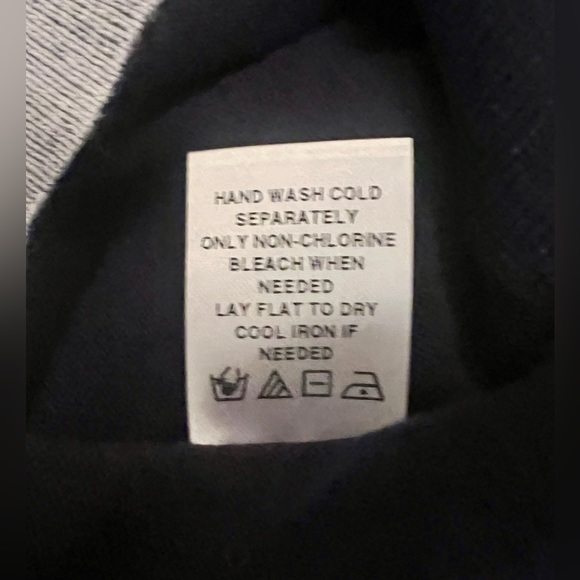 HAND WASH COLD
SEPARATELY
ONLY NON-CHLORINE
BLEACH WHEN
NEEDED
LAY FLAT TO DRY
COOL IRON IF
NEEDED